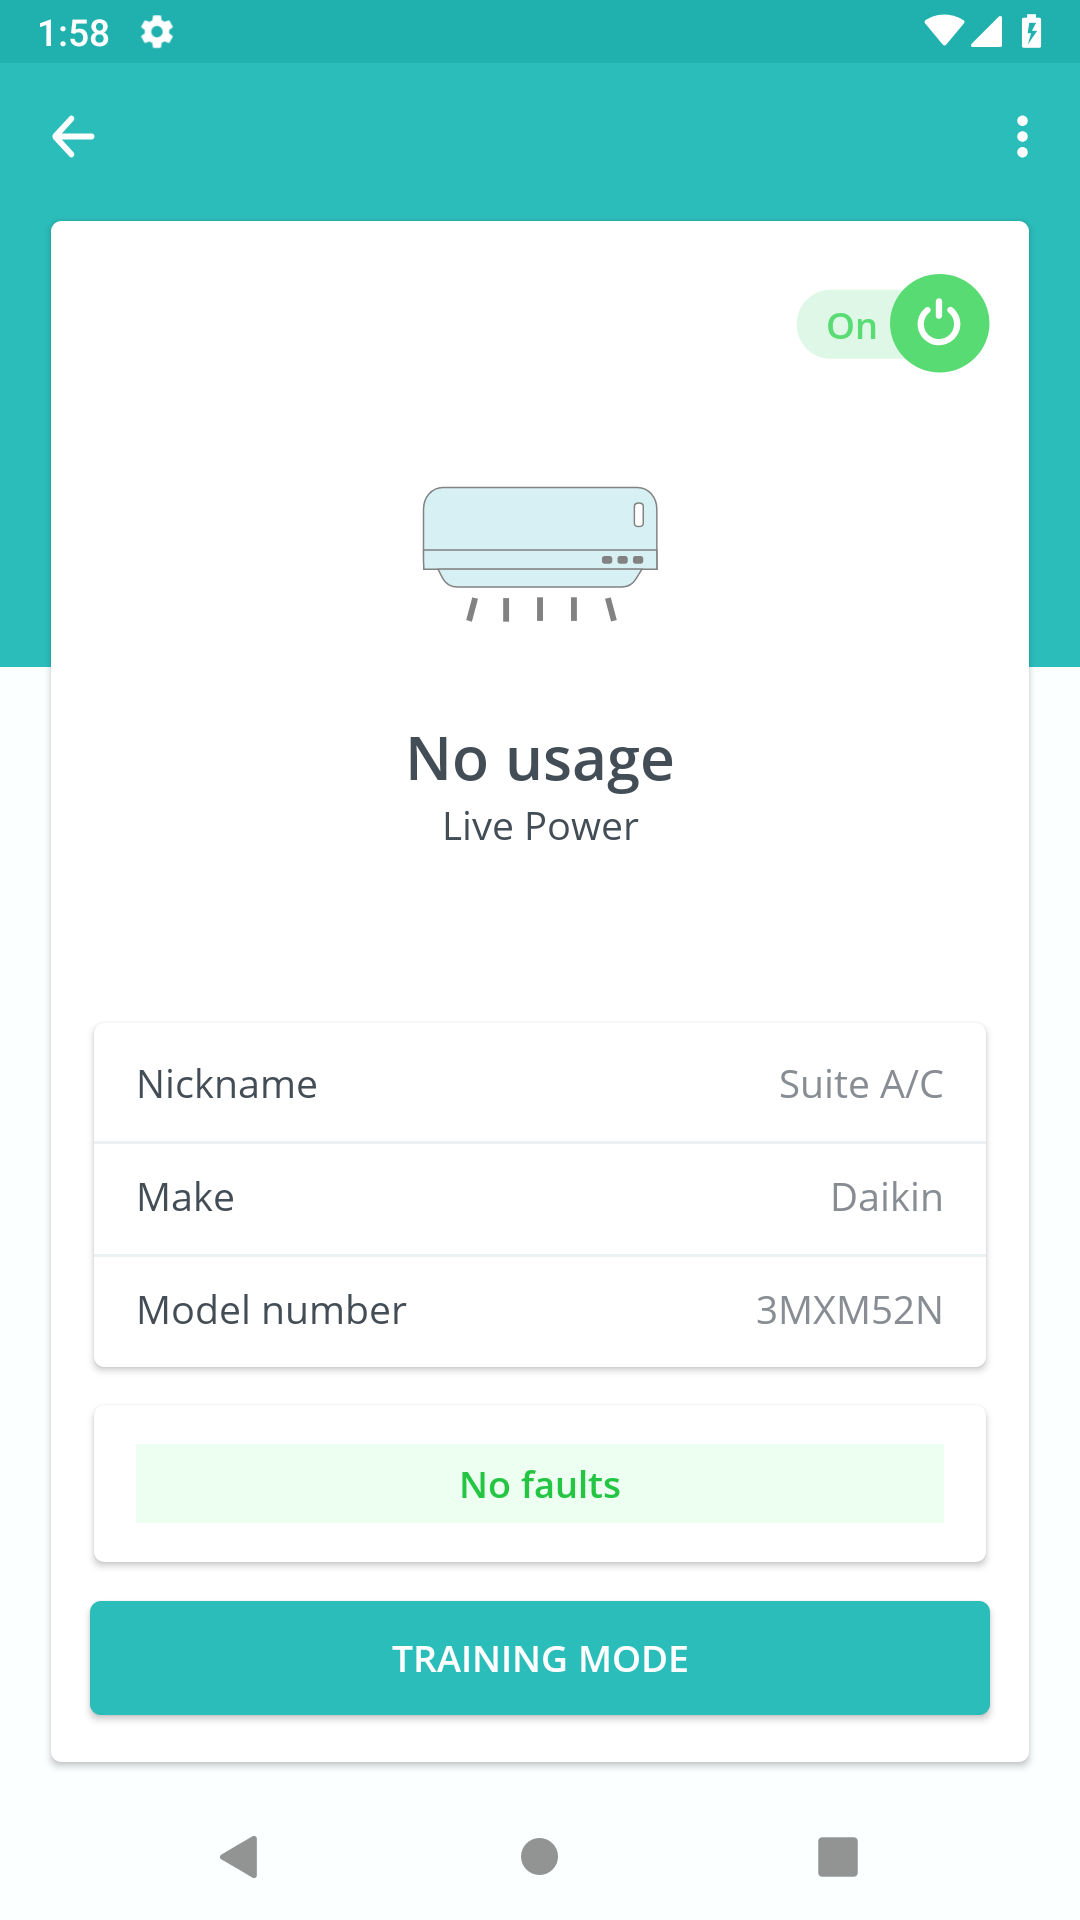 1:58
On
No usage
Live Power
Nickname
Suite A/C
Make
Daikin
Model number
3MXM52N
No faults
TRAINING MODE